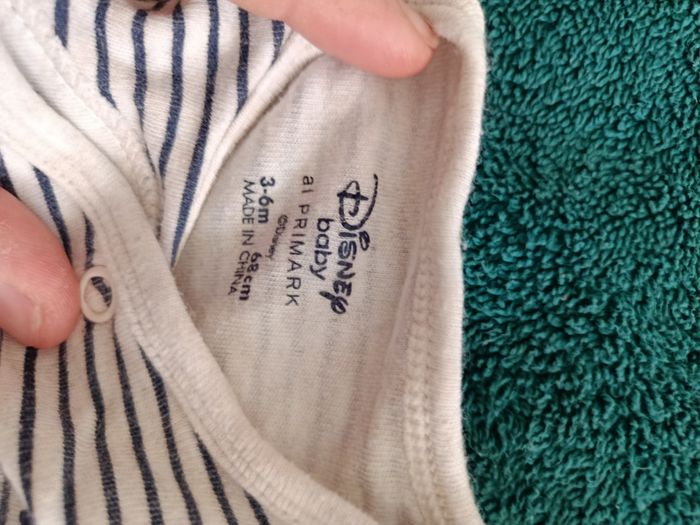 Disney
baby
at PRIMARK
©Disney
3-6m 68cm
MADE IN CHINA